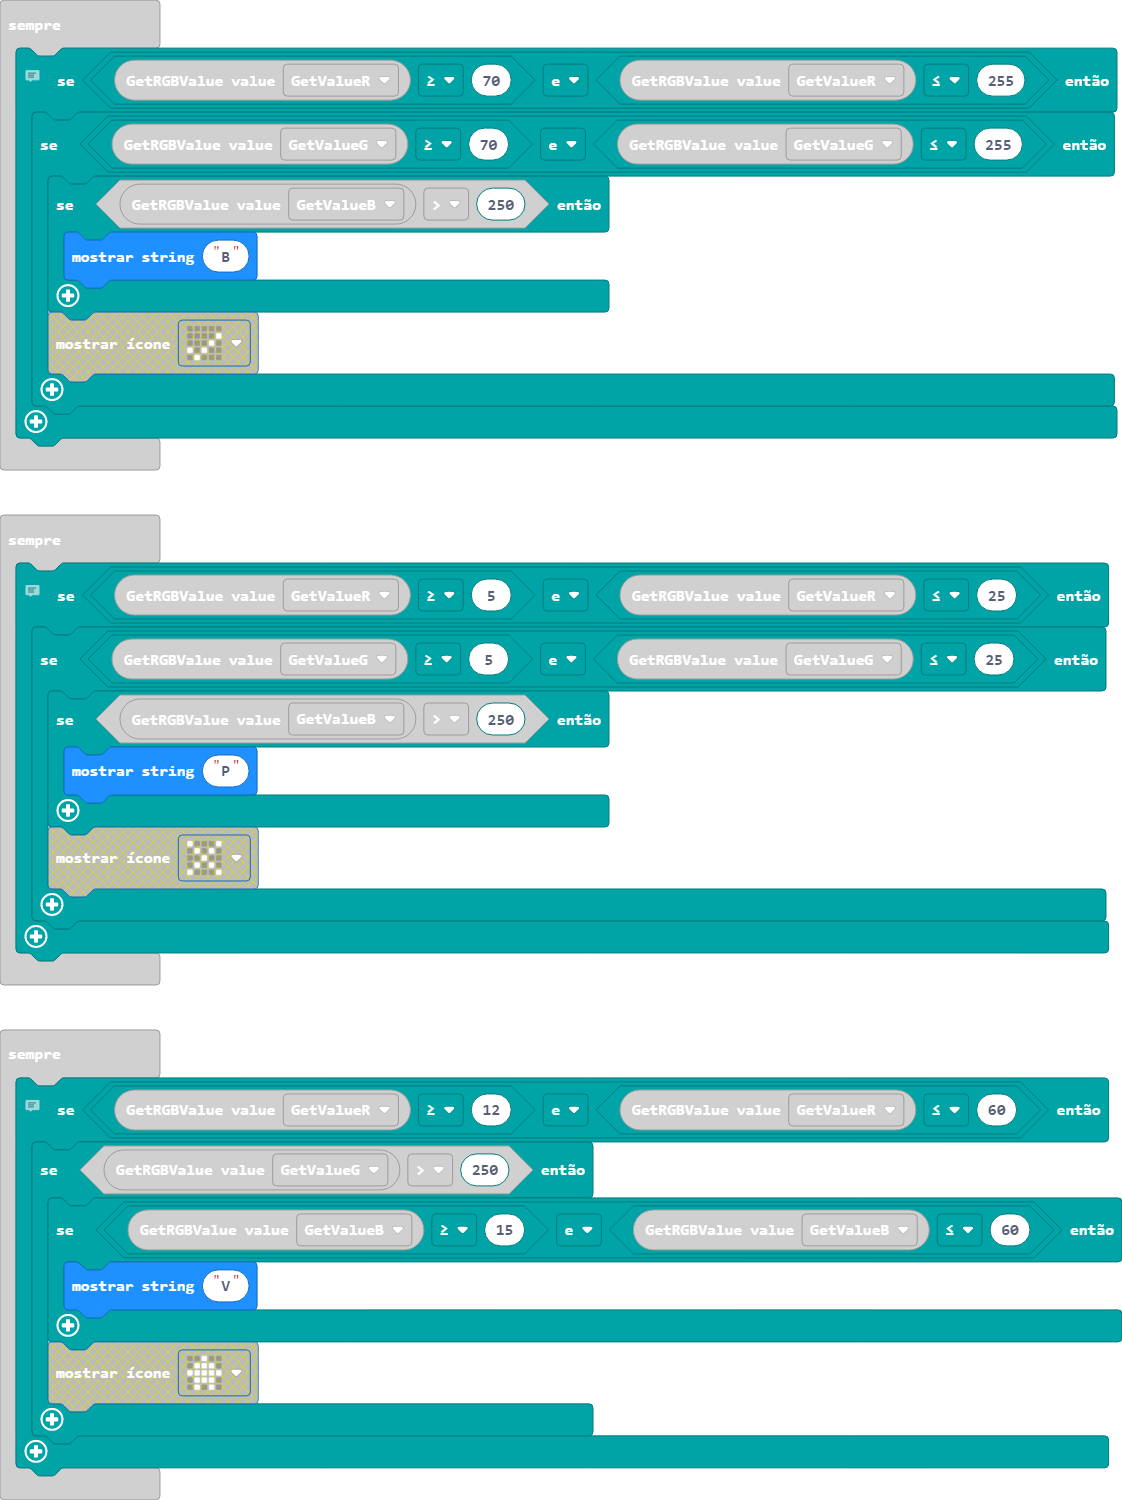 sempre
se GetRGBValue value GetValueR ≥ 70 e GetRGBValue value GetValueR ≤ 255 então
se GetRGBValue value GetValueG ≥ 70 e GetRGBValue value GetValueG ≤ 255 então
se GetRGBValue value GetValueB > 250 então
mostrar string "B"
mostrar ícone
sempre
se GetRGBValue value GetValueR ≥ 5 e GetRGBValue value GetValueR ≤ 25 então
se GetRGBValue value GetValueG ≥ 5 e GetRGBValue value GetValueG ≤ 25 então
se GetRGBValue value GetValueB > 250 então
mostrar string "P"
mostrar ícone
sempre
se GetRGBValue value GetValueR ≥ 12 e GetRGBValue value GetValueR ≤ 60 então
se GetRGBValue value GetValueG > 250 então
se GetRGBValue value GetValueB ≥ 15 e GetRGBValue value GetValueB ≤ 60 então
mostrar string "V"
mostrar ícone